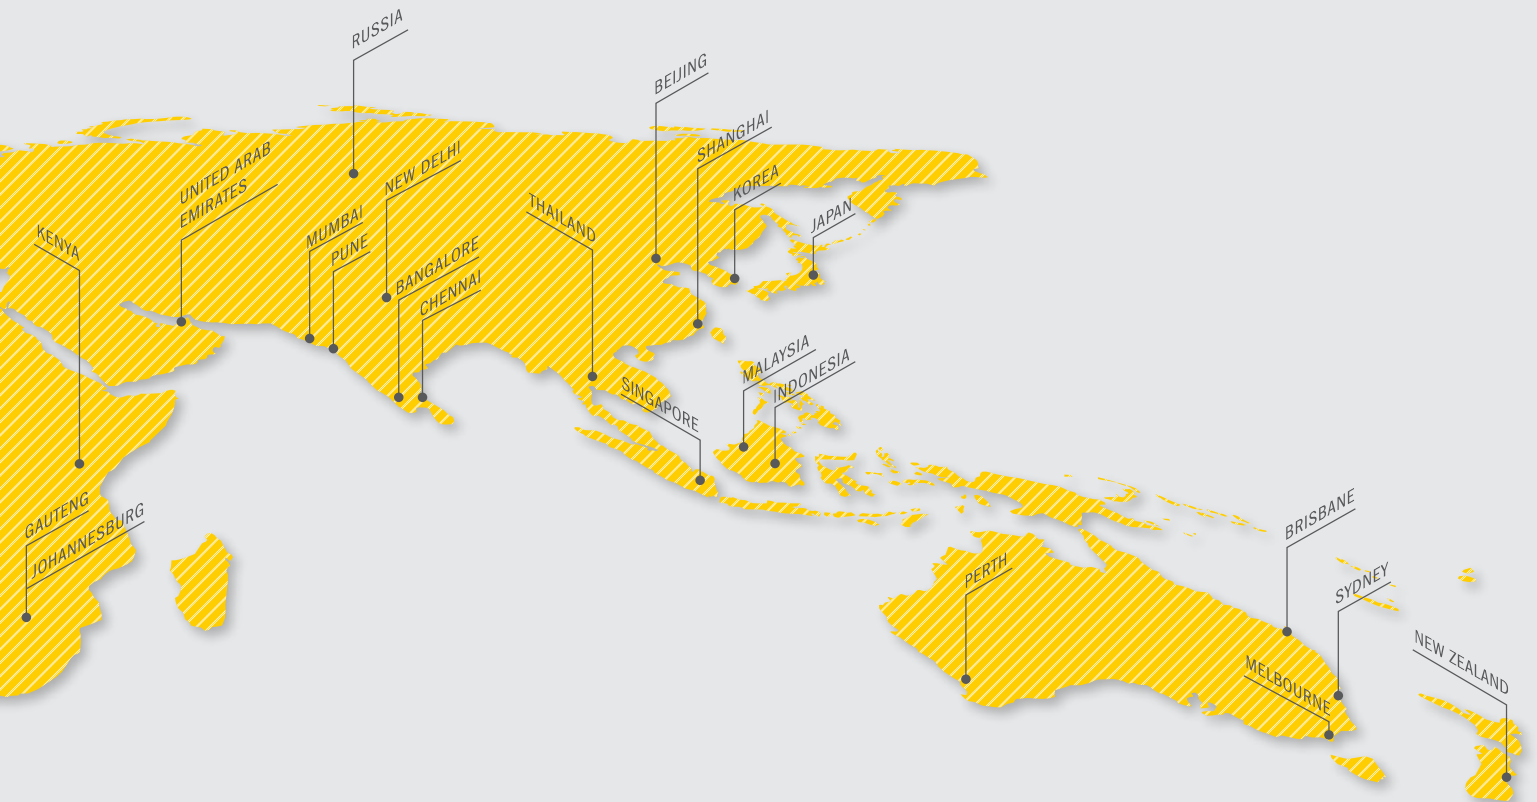 RUSSIA
BEIJING
SHANGHAI
UNITED ARAB
EMIRATES
NEW DELHI
KOREA
THAILAND
JAPAN
MUMBAI
PUNE
KENYA
BANGALORE
CHENNAI
MALAYSIA
INDONESIA
SINGAPORE
GAUTENG
JOHANNESBURG
BRISBANE
PERTH
SYDNEY
NEW ZEALAND
MELBOURNE